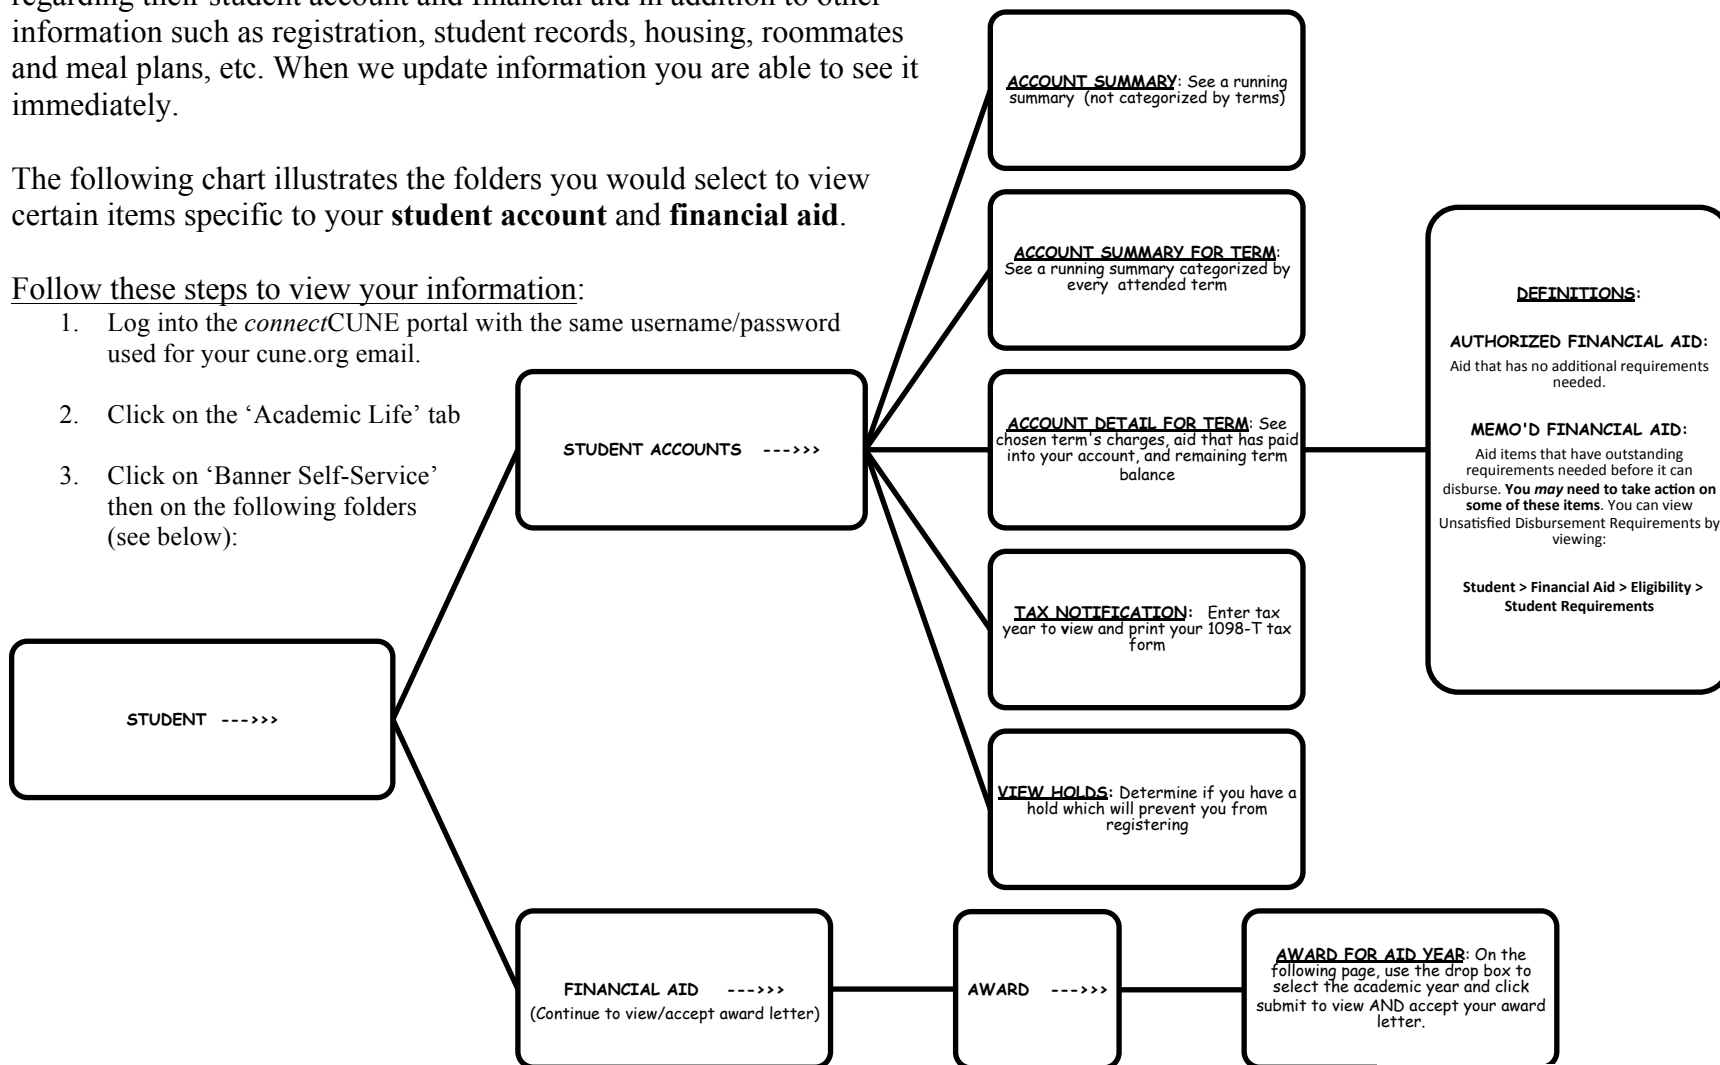 regarding their student account and financial aid in addition to other
information such as registration, student records, housing, roommates
and meal plans, etc. When we update information you are able to see it
immediately.
The following chart illustrates the folders you would select to view
certain items specific to your student account and financial aid.
Follow these steps to view your information:
1. Log into the connectCUNE portal with the same username/password
used for your cune.org email.
2. Click on the ‘Academic Life’ tab
3. Click on ‘Banner Self-Service’
then on the following folders
(see below):
STUDENT --->>>
STUDENT ACCOUNTS --->>>
ACCOUNT SUMMARY: See a running
summary (not categorized by terms)
ACCOUNT SUMMARY FOR TERM:
See a running summary categorized by
every attended term
ACCOUNT DETAIL FOR TERM: See
chosen term's charges, aid that has paid
into your account, and remaining term
balance
TAX NOTIFICATION: Enter tax
year to view and print your 1098-T tax
form
VIEW HOLDS: Determine if you have a
hold which will prevent you from
registering
DEFINITIONS:
AUTHORIZED FINANCIAL AID:
Aid that has no additional requirements
needed.
MEMO'D FINANCIAL AID:
Aid items that have outstanding
requirements needed before it can
disburse. You may need to take action on
some of these items. You can view
Unsatisfied Disbursement Requirements by
viewing:
Student > Financial Aid > Eligibility >
Student Requirements
FINANCIAL AID --->>>
(Continue to view/accept award letter)
AWARD --->>>
AWARD FOR AID YEAR: On the
following page, use the drop box to
select the academic year and click
submit to view AND accept your award
letter.